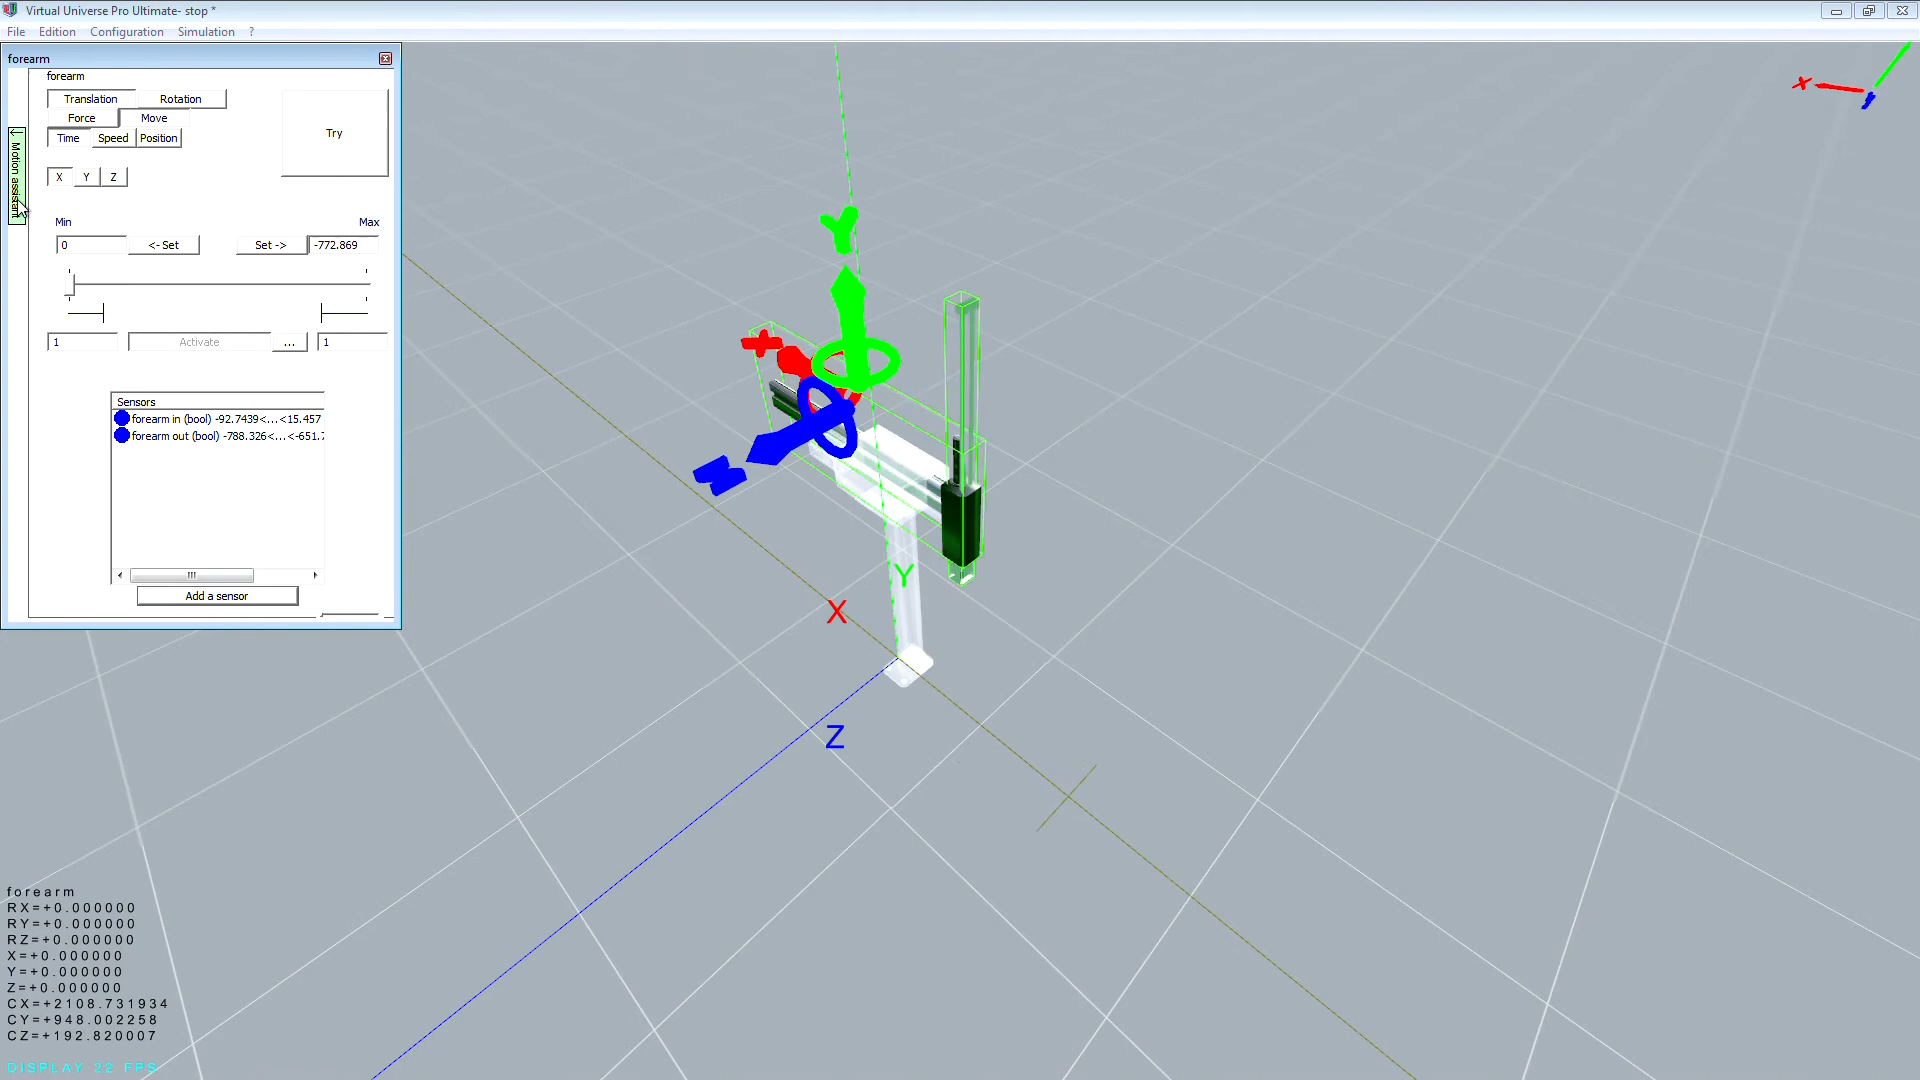 Virtual Universe Pro Ultimate- stop *
File Edition Configuration Simulation ?
forearm
forearm
Translation Rotation
Force Move
Try
Time Speed Position
Motion assistant
X Y Z
Min Max
0 <- Set Set -> -772.869
1 Activate ... 1
Sensors
forearm in (bool) -92.7439<...<15.457
forearm out (bool) -788.326<...<-651.7
Add a sensor
X
Y
X
Z
Y
X
Z
forearm
RX=+0.000000
RY=+0.000000
RZ=+0.000000
X=+0.000000
Y=+0.000000
Z=+0.000000
CX=+2108.731934
CY=+948.002258
CZ=+192.820007
DISPLAY 22 FPS